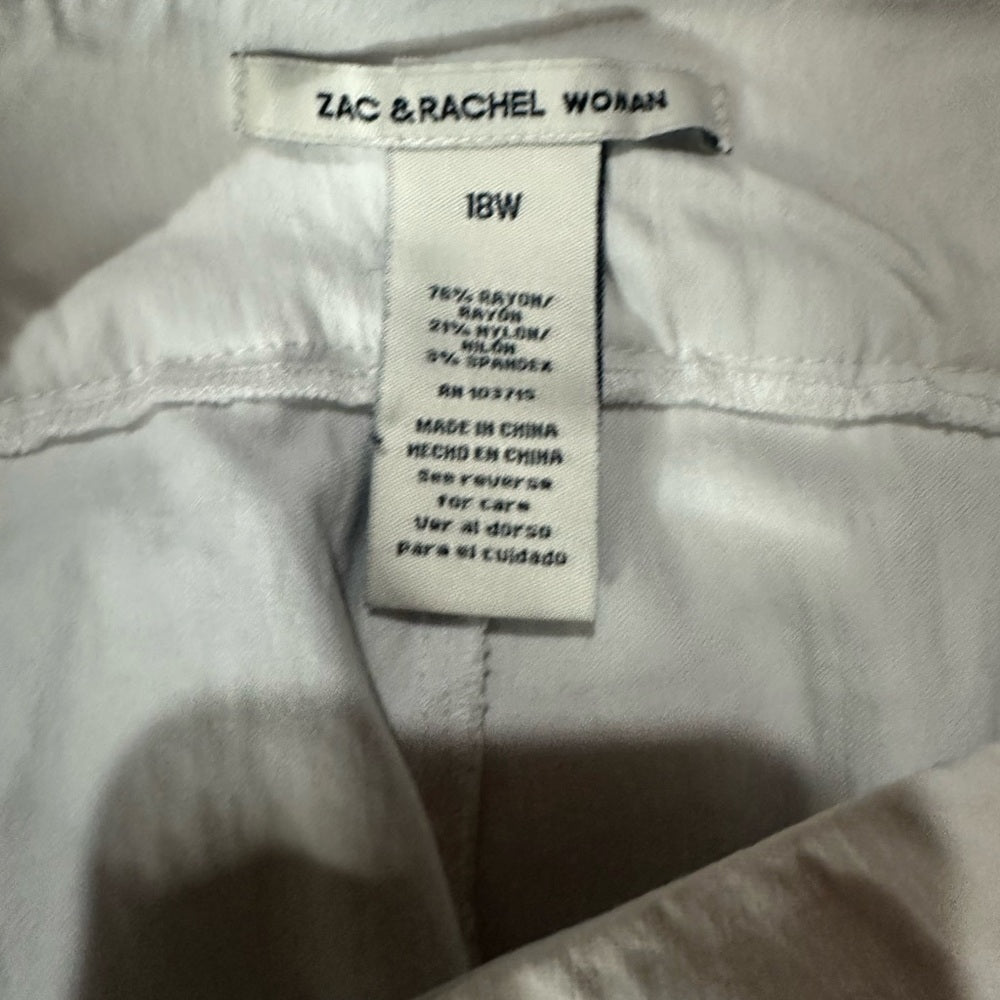 ZAC & RACHEL WOMAN
18W
76% RAYON/
RAYÓN
21% NYLON/
NILÓN
3% SPANDEX
RN 103715
MADE IN CHINA
HECHO EN CHINA
See reverse
for care
Ver al dorso
para el cuidado